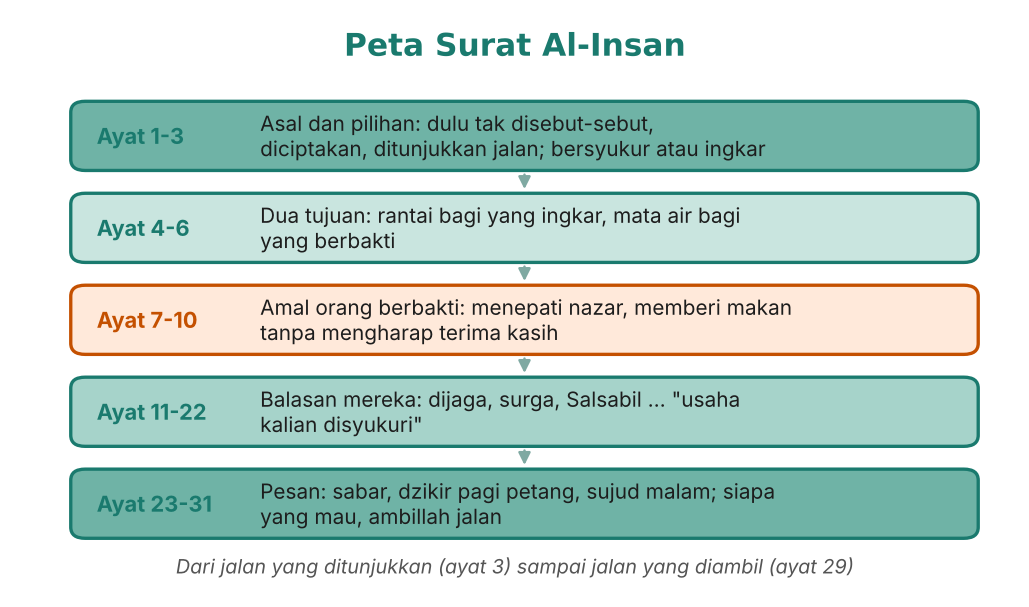 Peta Surat Al-Insan
Ayat 1-3
Asal dan pilihan: dulu tak disebut-sebut,
diciptakan, ditunjukkan jalan; bersyukur atau ingkar
Ayat 4-6
Dua tujuan: rantai bagi yang ingkar, mata air bagi
yang berbakti
Ayat 7-10
Amal orang berbakti: menepati nazar, memberi makan
tanpa mengharap terima kasih
Ayat 11-22
Balasan mereka: dijaga, surga, Salsabil ... "usaha
kalian disyukuri"
Ayat 23-31
Pesan: sabar, dzikir pagi petang, sujud malam; siapa
yang mau, ambillah jalan
Dari jalan yang ditunjukkan (ayat 3) sampai jalan yang diambil (ayat 29)